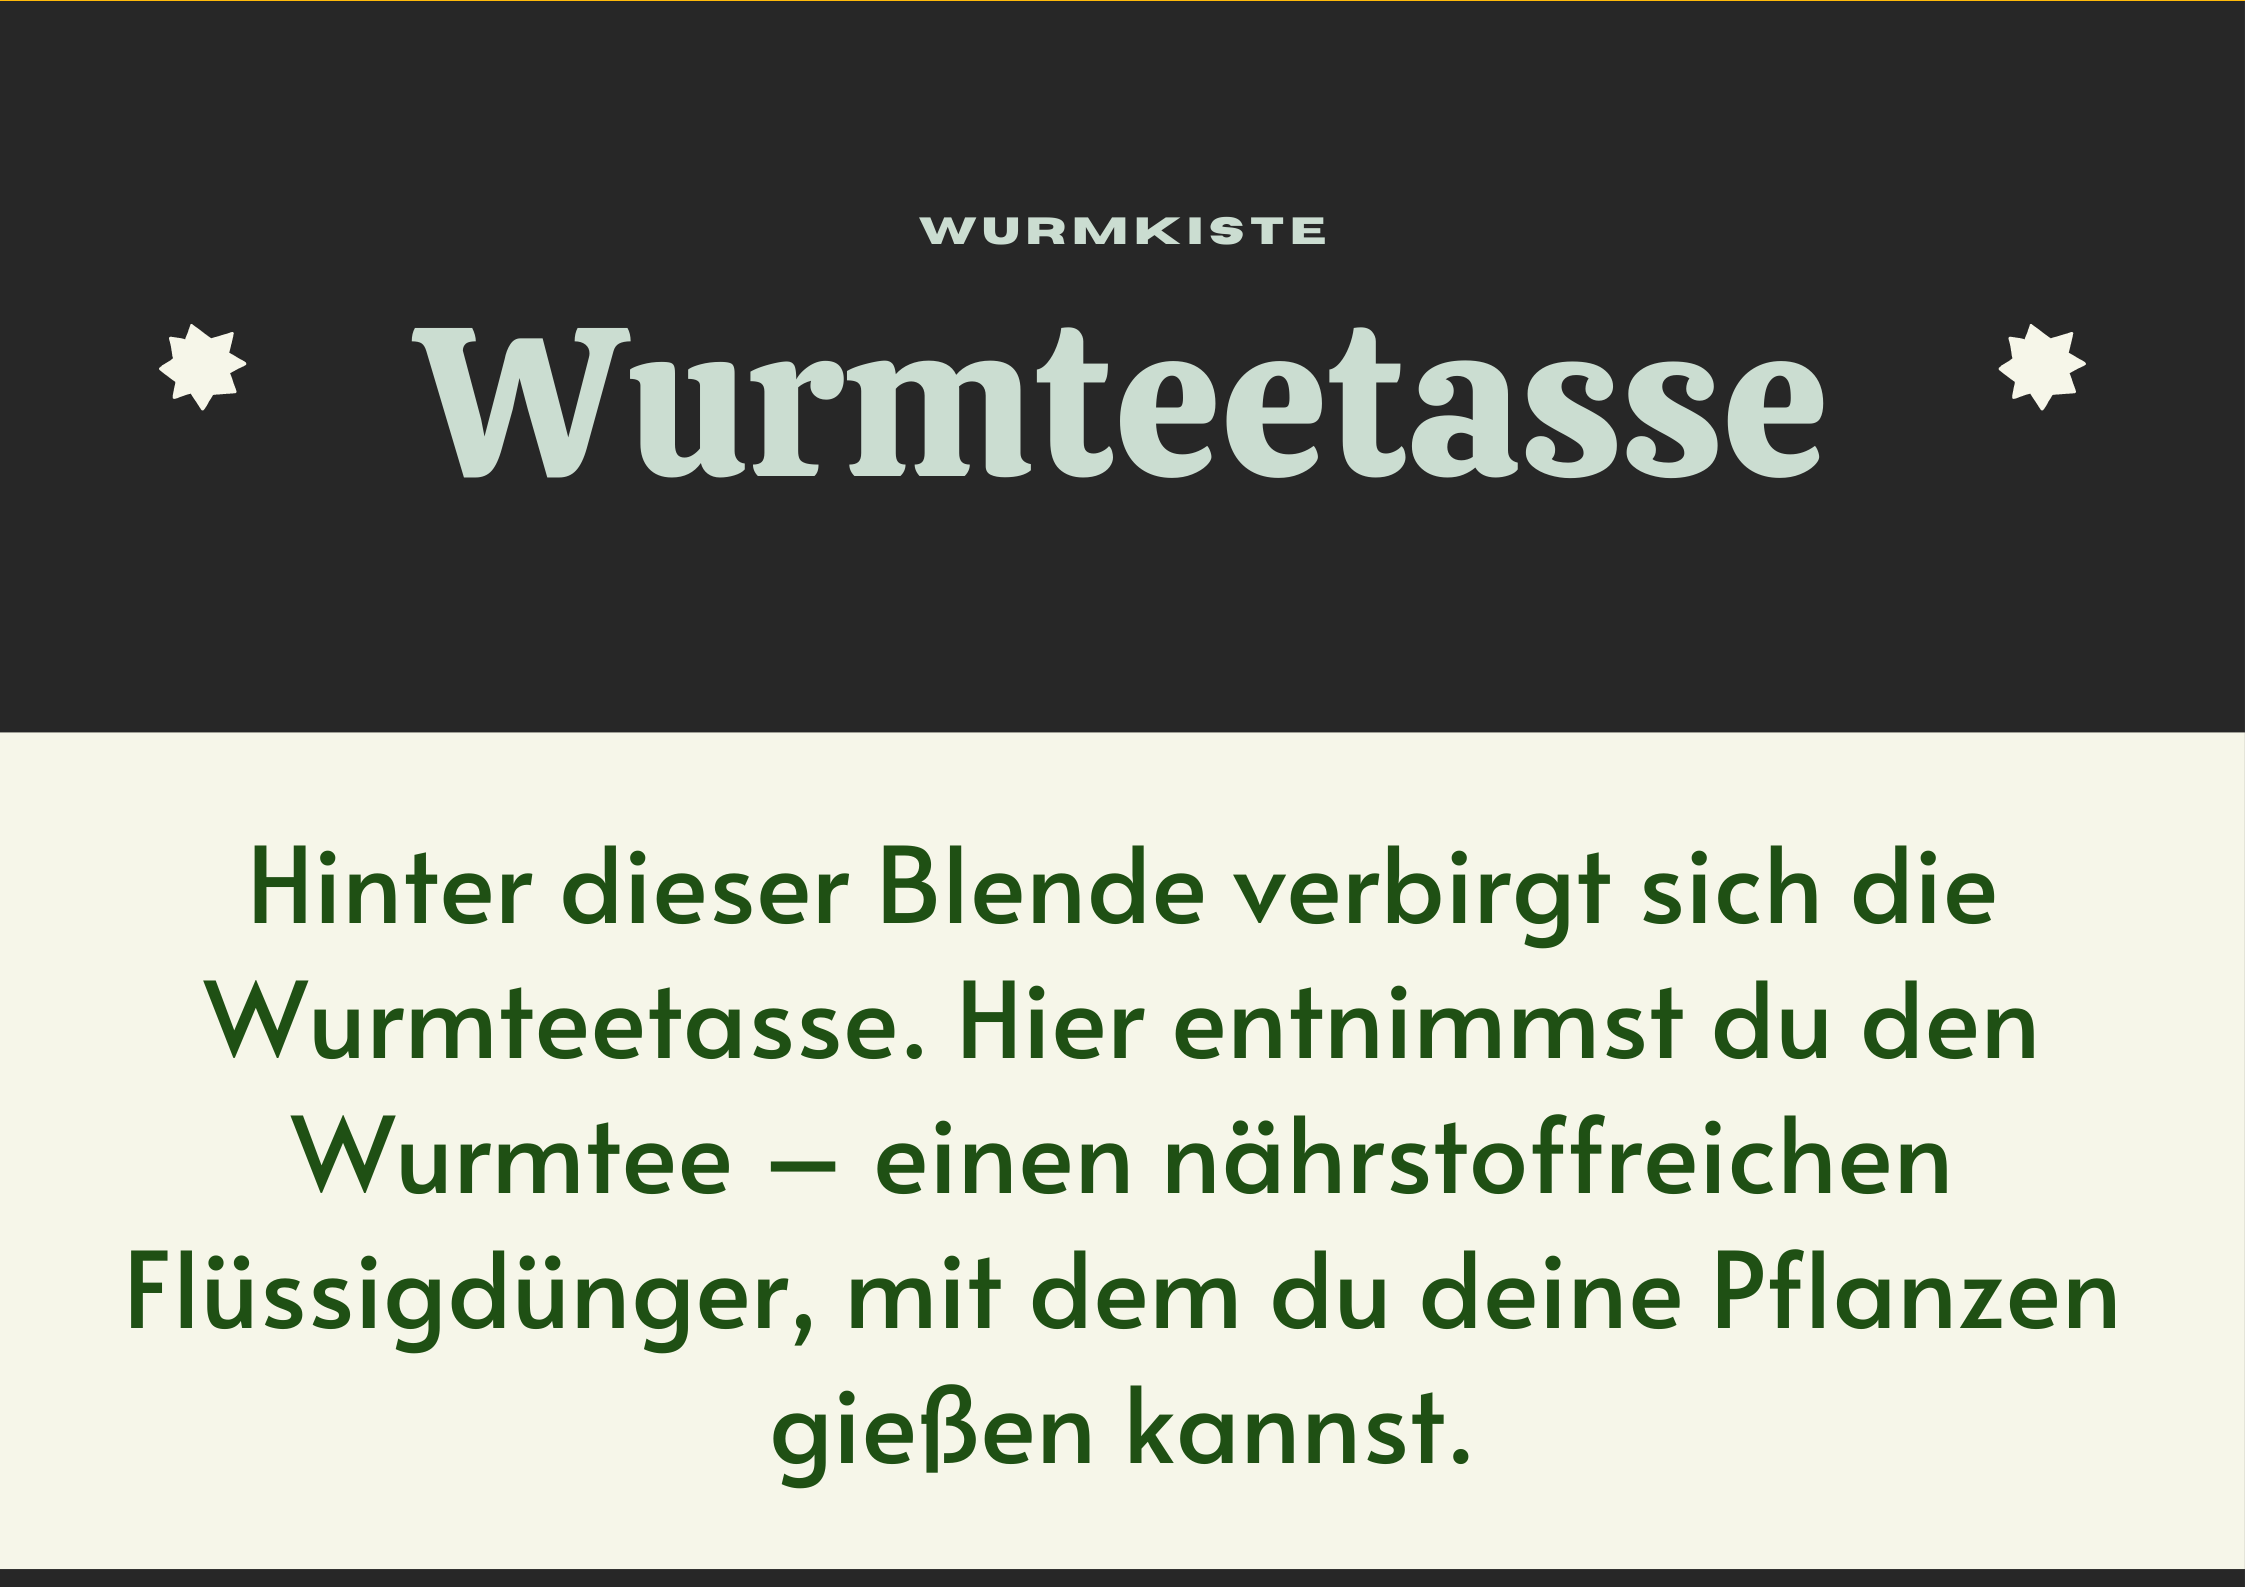 WURMKISTE
Wurmteetasse
Hinter dieser Blende verbirgt sich die
Wurmteetasse. Hier entnimmst du den
Wurmtee – einen nährstoffreichen
Flüssigdünger, mit dem du deine Pflanzen
gießen kannst.